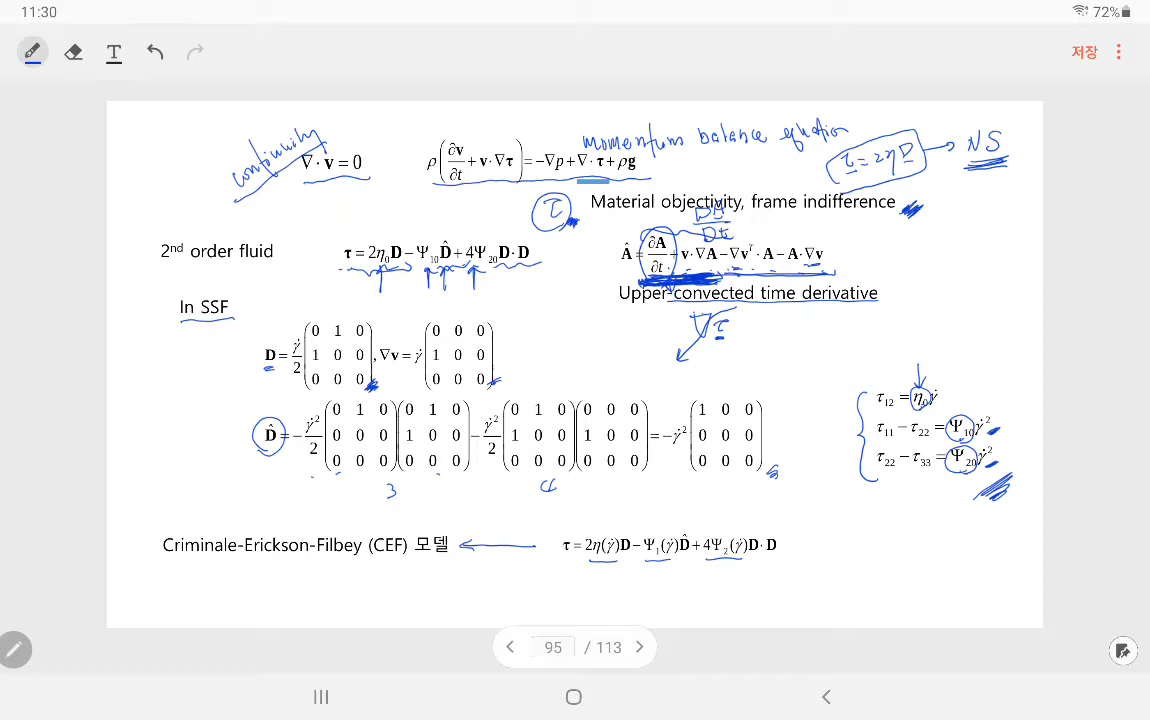 11:30
72%
T
저장
continuity
∇ · v = 0
ρ(∂v/∂t + v · ∇τ) = −∇p + ∇ · τ + ρg
momentum balance equation
τ = 2ηD → NS
τ
Material objectivity, frame indifference
DA/Dt
2nd order fluid
τ = 2η₀D − Ψ₁₀D̂ + 4Ψ₂₀D · D
Â = ∂A/∂t + v · ∇A − ∇vᵀ · A − A · ∇v
In SSF
Upper-convected time derivative
τ
D = γ̇/2 (0 1 0; 1 0 0; 0 0 0), ∇v = γ̇ (0 0 0; 1 0 0; 0 0 0)
D̂ = −γ̇²/2 (0 1 0; 0 0 0; 0 0 0)(0 1 0; 1 0 0; 0 0 0) − γ̇²/2 (0 1 0; 1 0 0; 0 0 0)(0 0 0; 1 0 0; 0 0 0) = −γ̇² (1 0 0; 0 0 0; 0 0 0)
τ₁₂ = η₀γ̇
τ₁₁ − τ₂₂ = Ψ₁₀γ̇²
τ₂₂ − τ₃₃ = Ψ₂₀γ̇²
3
Criminale-Erickson-Filbey (CEF) 모델
τ = 2η(γ̇)D − Ψ₁(γ̇)D̂ + 4Ψ₂(γ̇)D · D
95 / 113